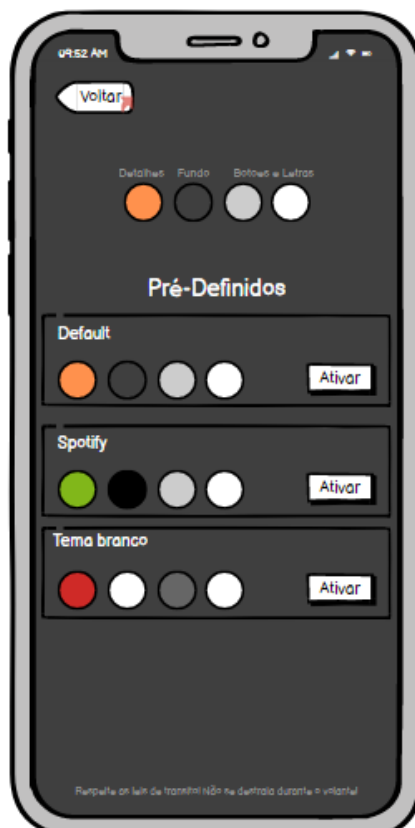 09:52 AM
Voltar
Detalhes Fundo Botoes e Letras
Pré-Definidos
Default
Ativar
Spotify
Ativar
Tema branco
Ativar
Respeite as leis de transito! Não se destraia durante o volante!